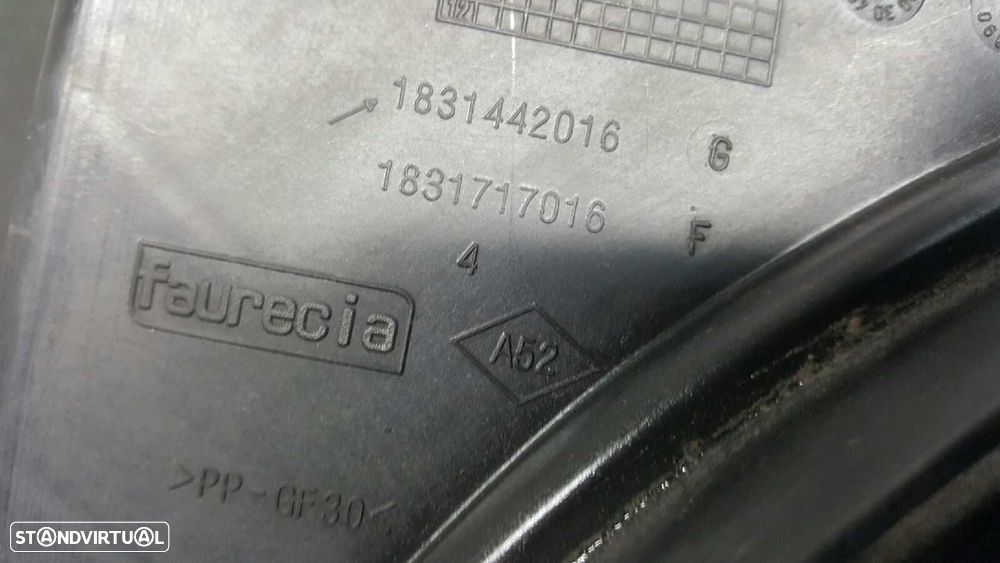 1831442016 G
1831717016 F
4
faurecia
A52
>PP-GF30<
STANDVIRTUAL